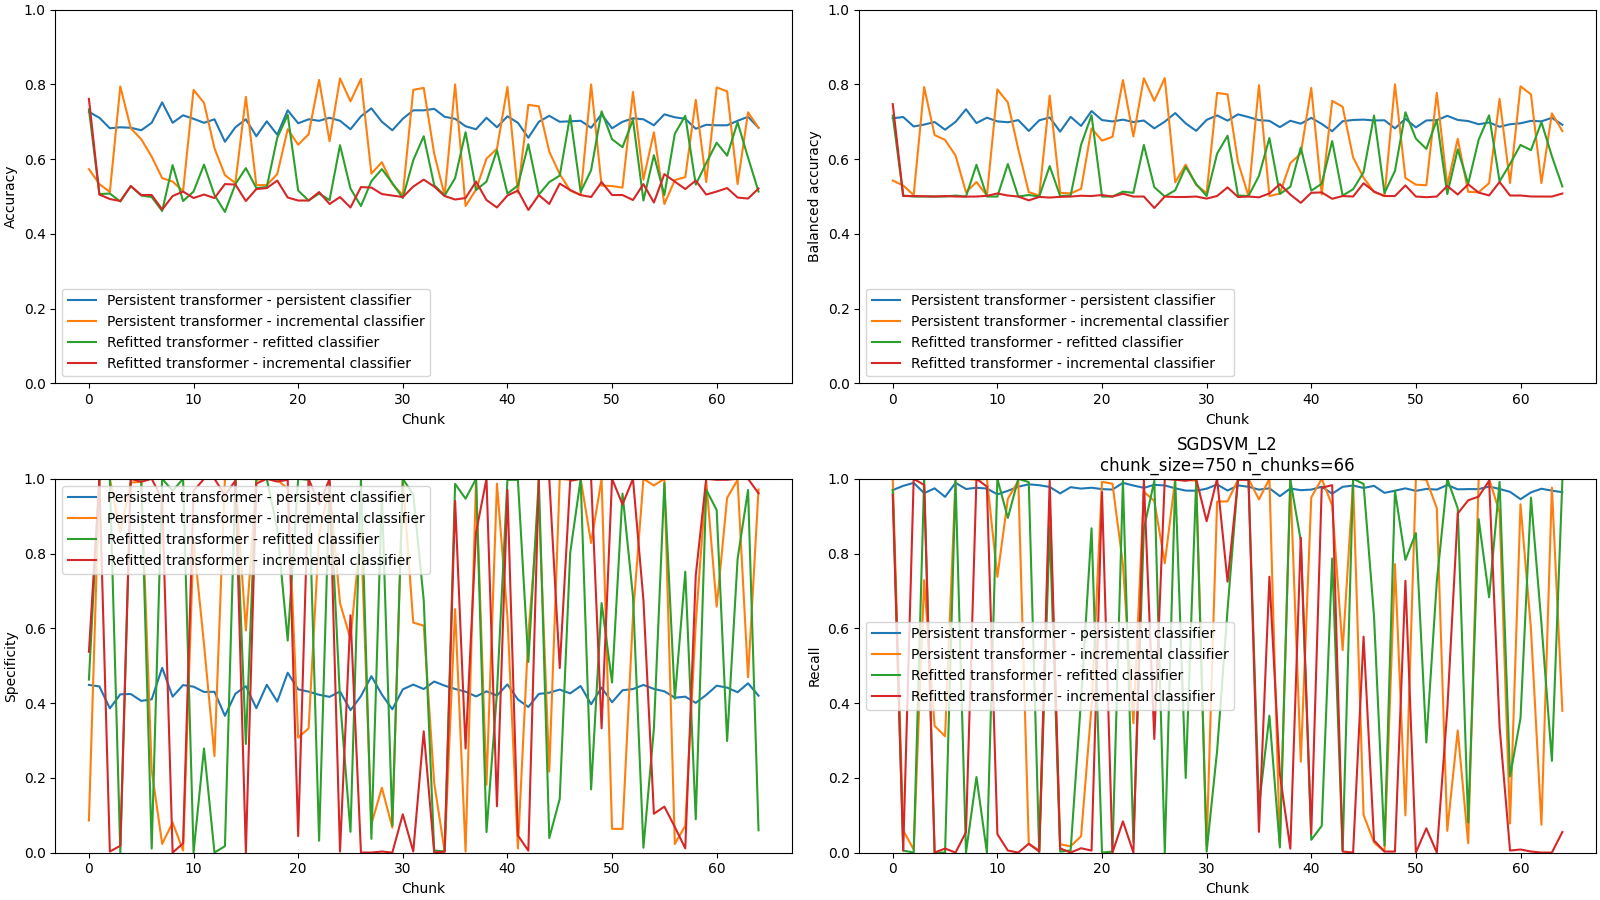 1.0
0.8
0.6
0.4
0.2
0.0
Accuracy
Persistent transformer - persistent classifier
Persistent transformer - incremental classifier
Refitted transformer - refitted classifier
Refitted transformer - incremental classifier
0 10 20 30 40 50 60
Chunk
1.0
0.8
0.6
0.4
0.2
0.0
Balanced accuracy
Persistent transformer - persistent classifier
Persistent transformer - incremental classifier
Refitted transformer - refitted classifier
Refitted transformer - incremental classifier
0 10 20 30 40 50 60
Chunk
1.0
0.8
0.6
0.4
0.2
0.0
Specificity
Persistent transformer - persistent classifier
Persistent transformer - incremental classifier
Refitted transformer - refitted classifier
Refitted transformer - incremental classifier
0 10 20 30 40 50 60
Chunk
SGDSVM_L2
chunk_size=750 n_chunks=66
1.0
0.8
0.6
0.4
0.2
0.0
Recall
Persistent transformer - persistent classifier
Persistent transformer - incremental classifier
Refitted transformer - refitted classifier
Refitted transformer - incremental classifier
0 10 20 30 40 50 60
Chunk